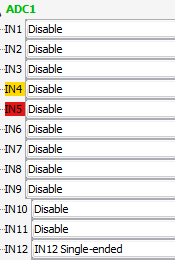 ADC1
IN1 Disable
IN2 Disable
IN3 Disable
IN4 Disable
IN5 Disable
IN6 Disable
IN7 Disable
IN8 Disable
IN9 Disable
IN10 Disable
IN11 Disable
IN12 IN12 Single-ended